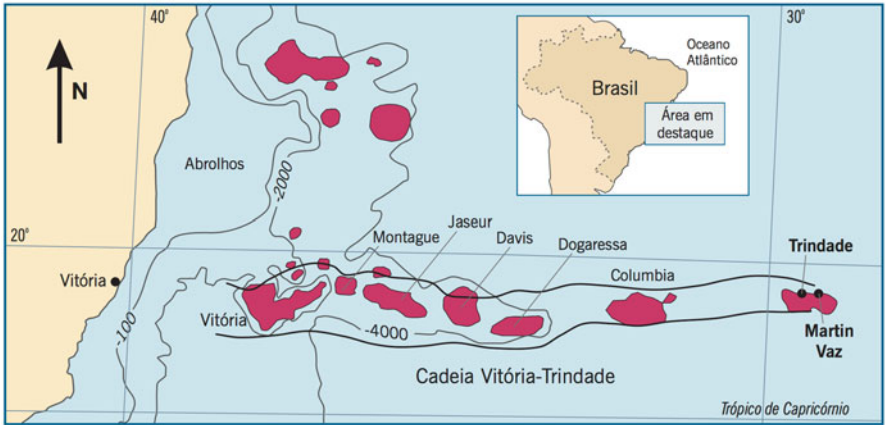 40°
30°
N
Oceano
Atlântico
Brasil
Área em
destaque
Abrolhos
-2000
20°
Montague
Jaseur
Davis
Dogaressa
Trindade
Columbia
Vitória
Vitória
-100
-4000
Martin
Vaz
Cadeia Vitória-Trindade
Trópico de Capricórnio